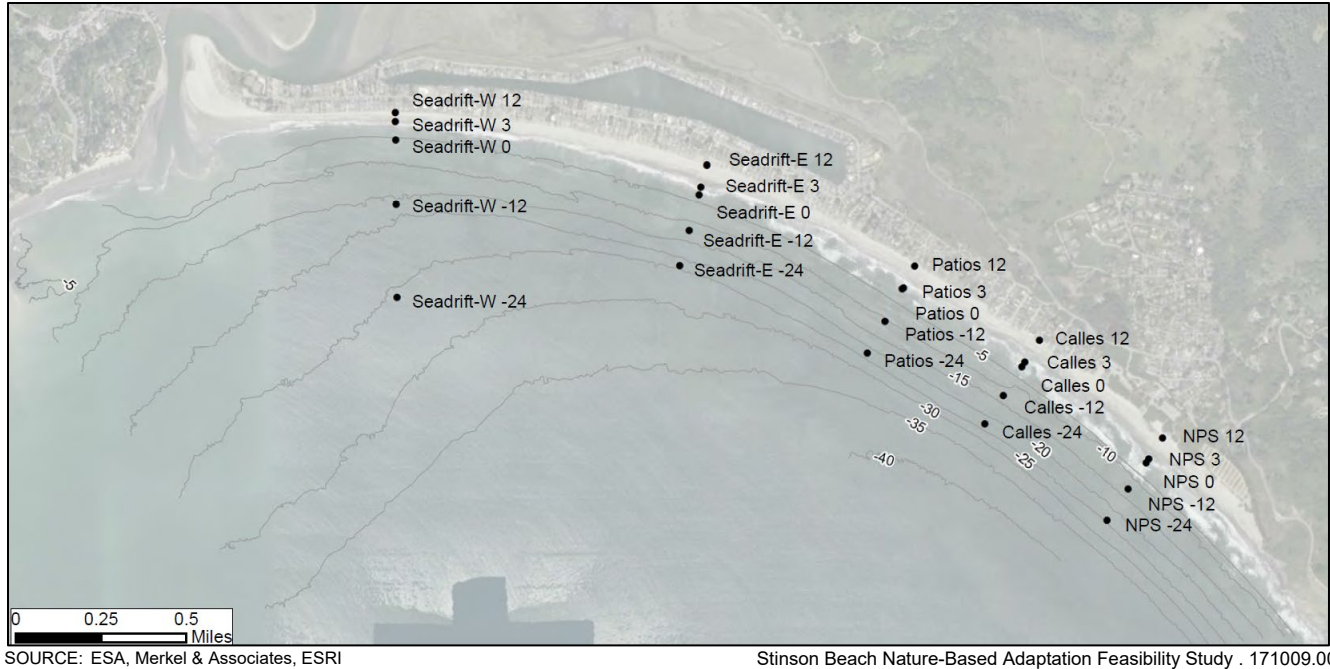 Seadrift-W 12
Seadrift-W 3
Seadrift-W 0
Seadrift-E 12
Seadrift-E 3
Seadrift-W -12
Seadrift-E 0
Seadrift-E -12
Seadrift-E -24
Patios 12
-5
Patios 3
Seadrift-W -24
Patios 0
Patios -12
Calles 12
-5
Patios -24
Calles 3
-15
Calles 0
Calles -12
-30
-35
Calles -24
NPS 12
-20
-10
-40
-25
NPS 3
NPS 0
NPS -12
NPS -24
0 0.25 0.5
Miles
SOURCE: ESA, Merkel & Associates, ESRI
Stinson Beach Nature-Based Adaptation Feasibility Study . 171009.00